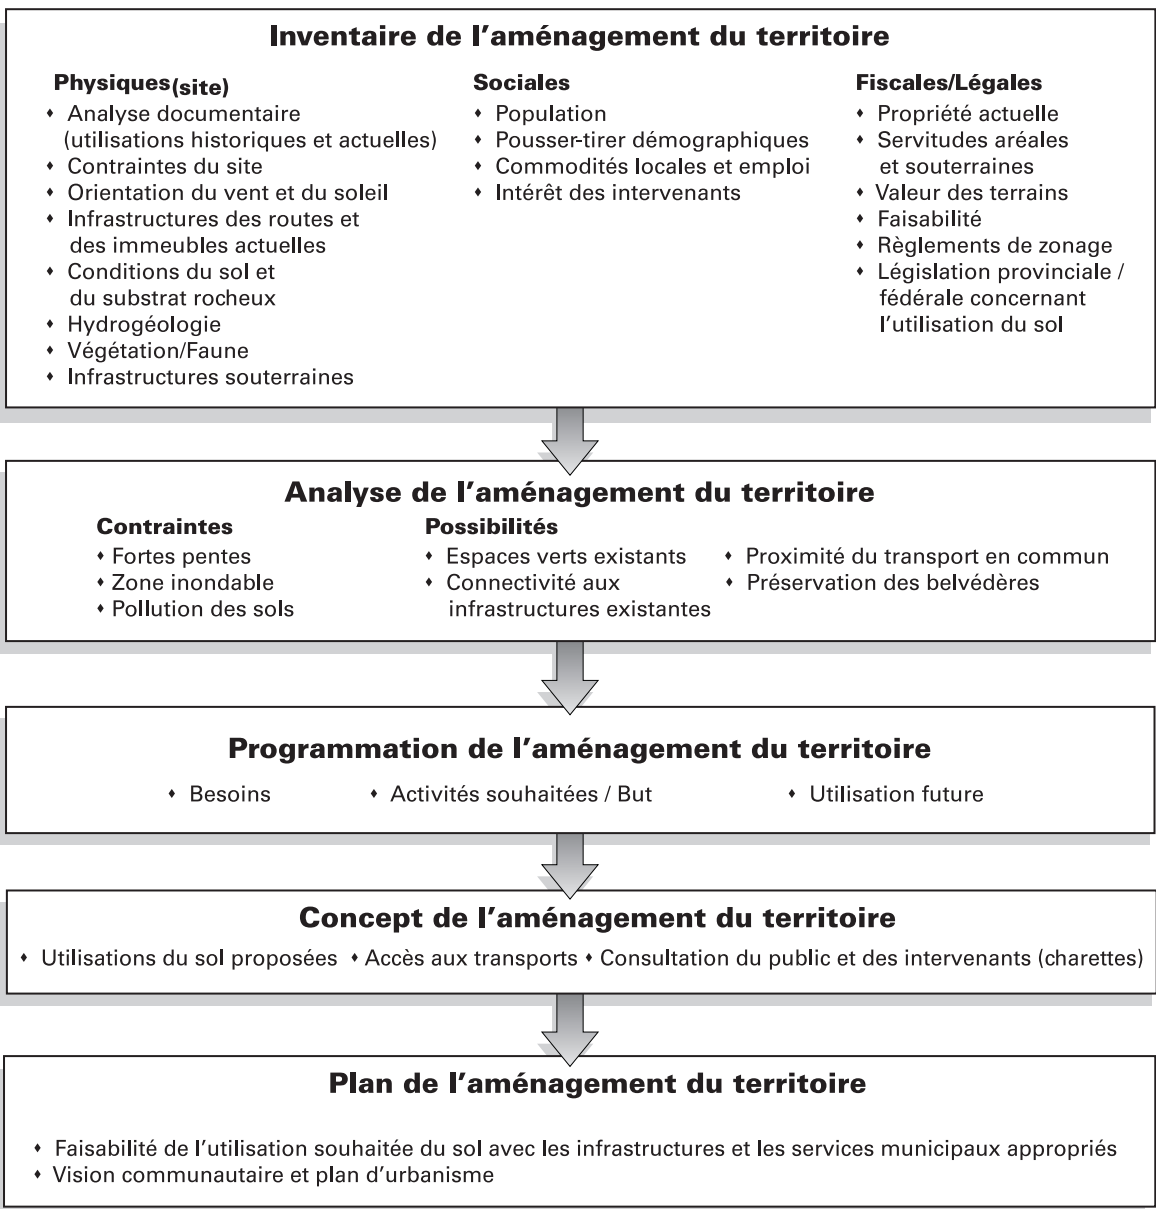 Inventaire de l'aménagement du territoire
Physiques(site)
♦ Analyse documentaire
(utilisations historiques et actuelles)
♦ Contraintes du site
♦ Orientation du vent et du soleil
♦ Infrastructures des routes et
des immeubles actuelles
♦ Conditions du sol et
du substrat rocheux
♦ Hydrogéologie
♦ Végétation/Faune
♦ Infrastructures souterraines
Sociales
♦ Population
♦ Pousser-tirer démographiques
♦ Commodités locales et emploi
♦ Intérêt des intervenants
Fiscales/Légales
♦ Propriété actuelle
♦ Servitudes aréales
et souterraines
♦ Valeur des terrains
♦ Faisabilité
♦ Règlements de zonage
♦ Législation provinciale /
fédérale concernant
l'utilisation du sol
Analyse de l'aménagement du territoire
Contraintes
♦ Fortes pentes
♦ Zone inondable
♦ Pollution des sols
Possibilités
♦ Espaces verts existants
♦ Connectivité aux
infrastructures existantes
♦ Proximité du transport en commun
♦ Préservation des belvédères
Programmation de l'aménagement du territoire
♦ Besoins ♦ Activités souhaitées / But ♦ Utilisation future
Concept de l'aménagement du territoire
♦ Utilisations du sol proposées ♦ Accès aux transports ♦ Consultation du public et des intervenants (charettes)
Plan de l'aménagement du territoire
♦ Faisabilité de l'utilisation souhaitée du sol avec les infrastructures et les services municipaux appropriés
♦ Vision communautaire et plan d'urbanisme